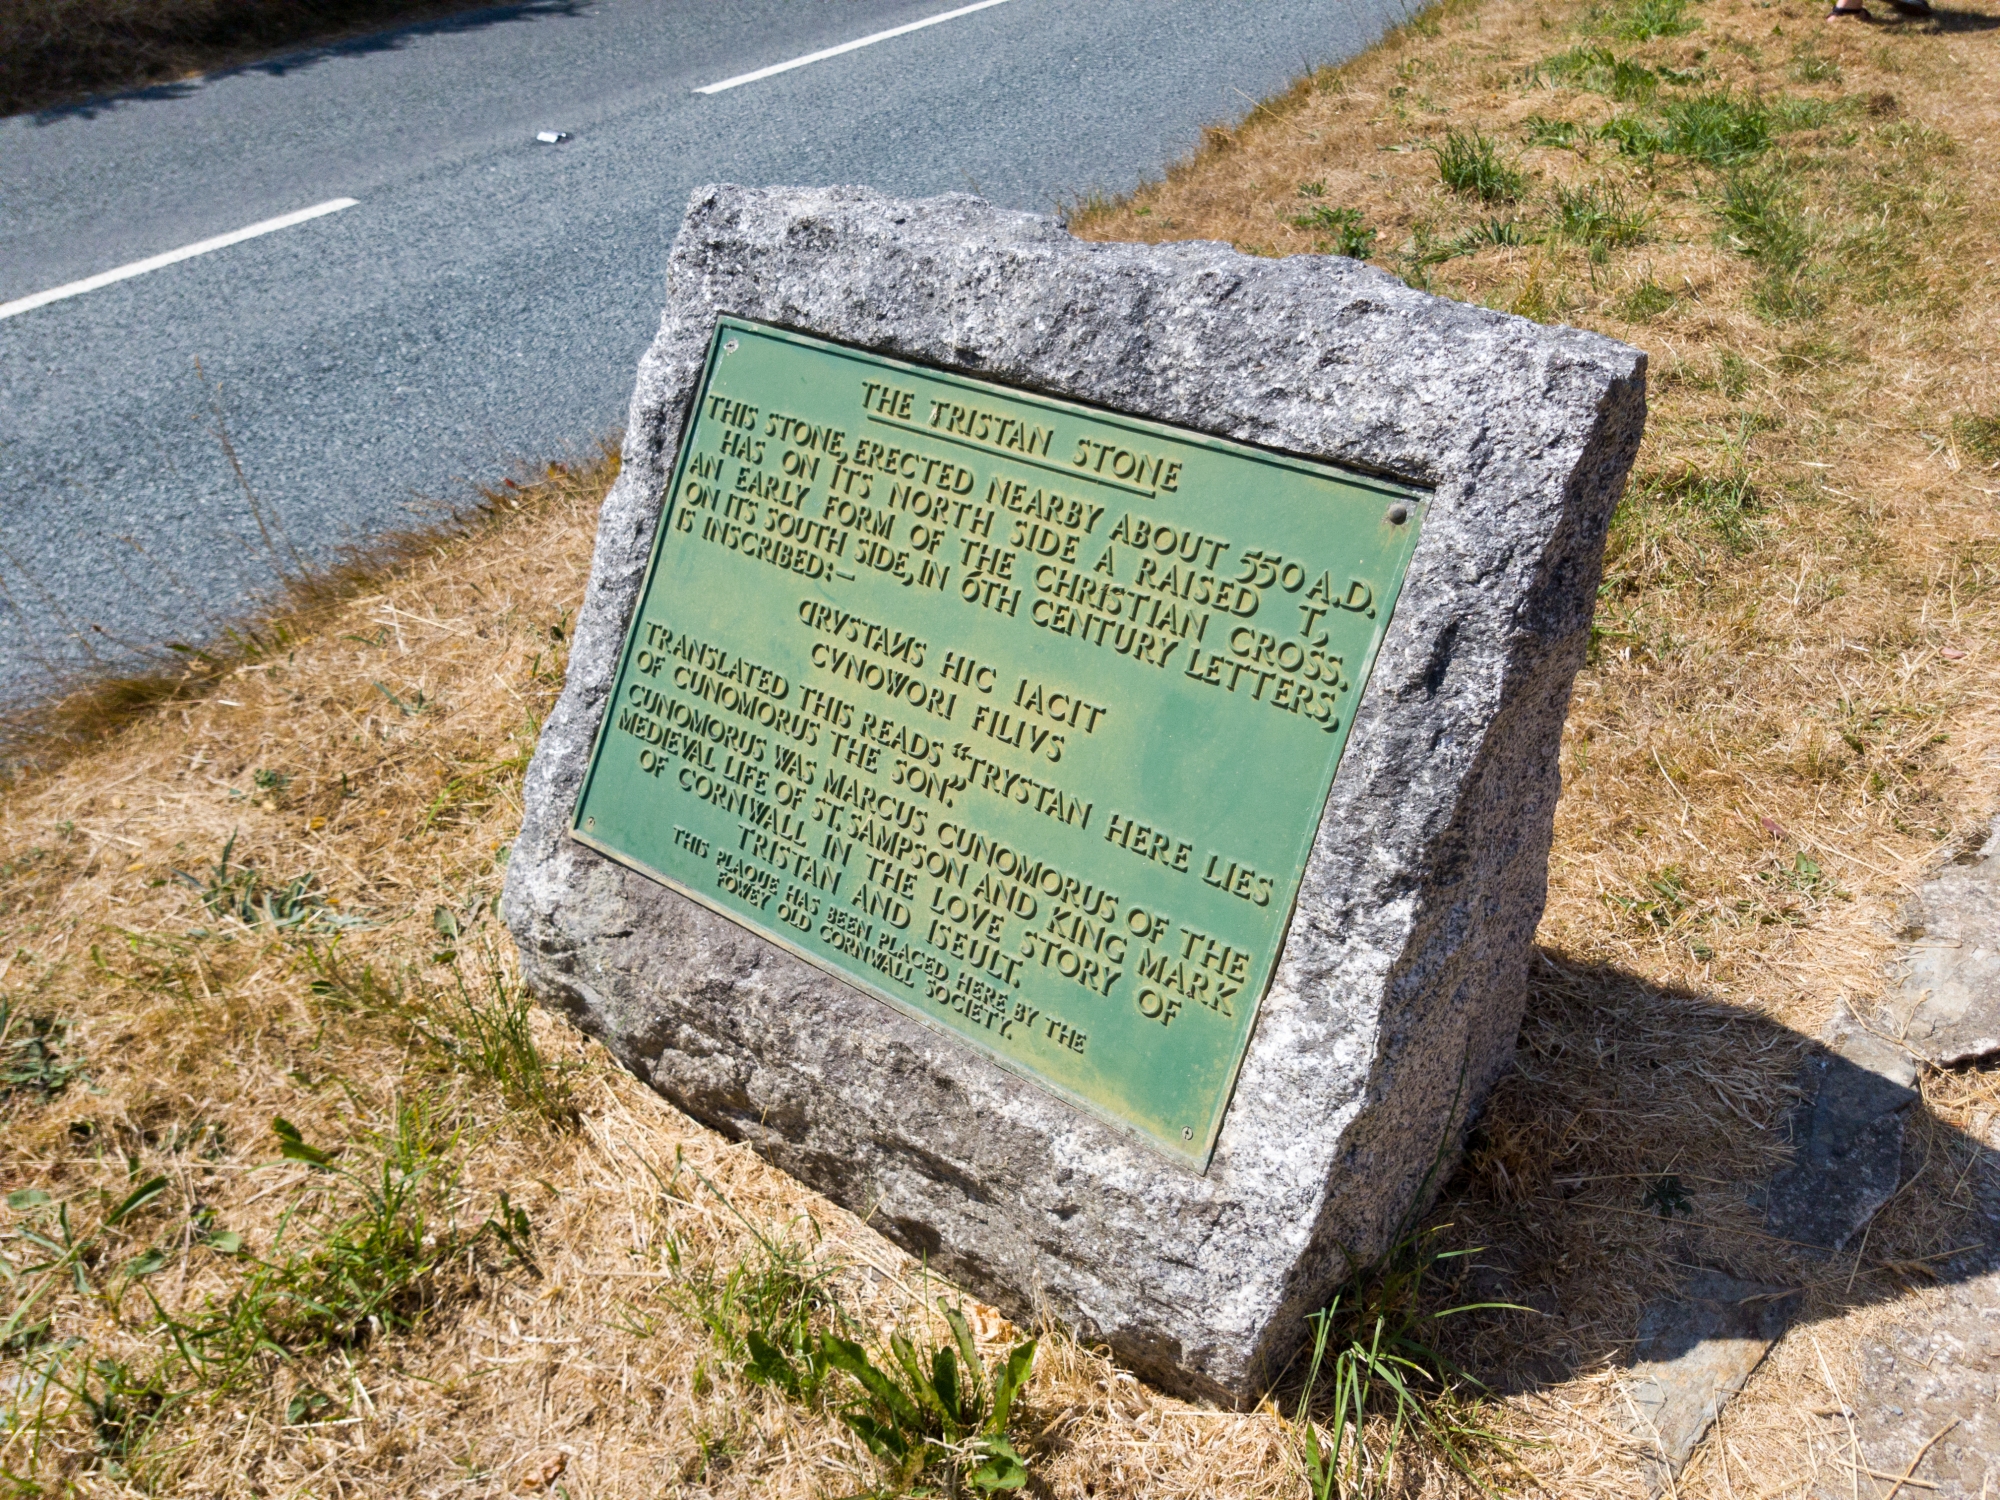 THE TRISTAN STONE
THIS STONE, ERECTED NEARBY ABOUT 550 A.D.
HAS ON ITS NORTH SIDE A RAISED T,
AN EARLY FORM OF THE CHRISTIAN CROSS.
ON ITS SOUTH SIDE, IN 6TH CENTURY LETTERS,
IS INSCRIBED:—
DRVSTANS HIC IACIT
CVNOWORI FILIVS
TRANSLATED THIS READS "TRYSTAN HERE LIES
OF CUNOMORUS THE SON".
CUNOMORUS WAS MARCUS CUNOMORUS OF THE
MEDIEVAL LIFE OF ST. SAMPSON AND KING MARK
OF CORNWALL IN THE LOVE STORY OF
TRISTAN AND ISEULT.
THIS PLAQUE HAS BEEN PLACED HERE BY THE
FOWEY OLD CORNWALL SOCIETY.